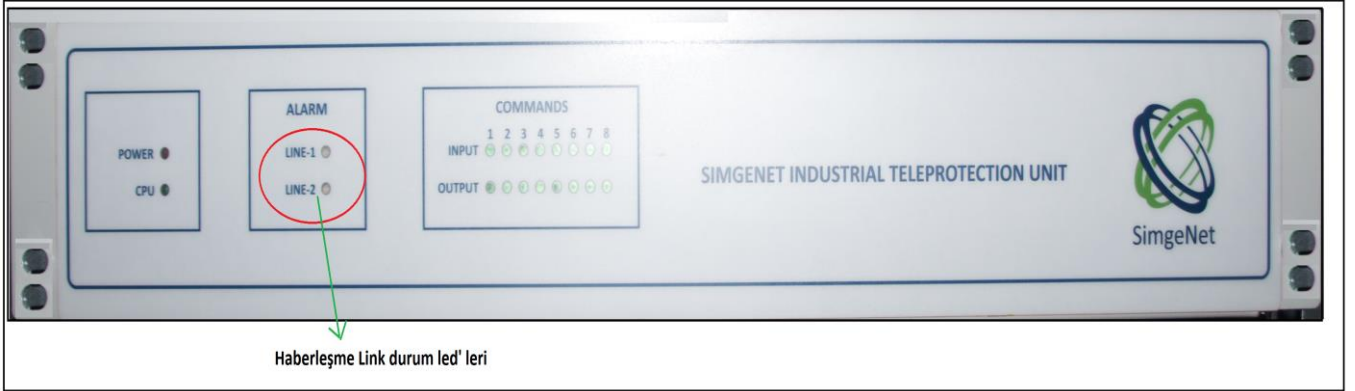 ALARM
COMMANDS
1 2 3 4 5 6 7 8
POWER
LINE-1
INPUT
CPU
LINE-2
OUTPUT
SIMGENET INDUSTRIAL TELEPROTECTION UNIT
SimgeNet
Haberleşme Link durum led' leri